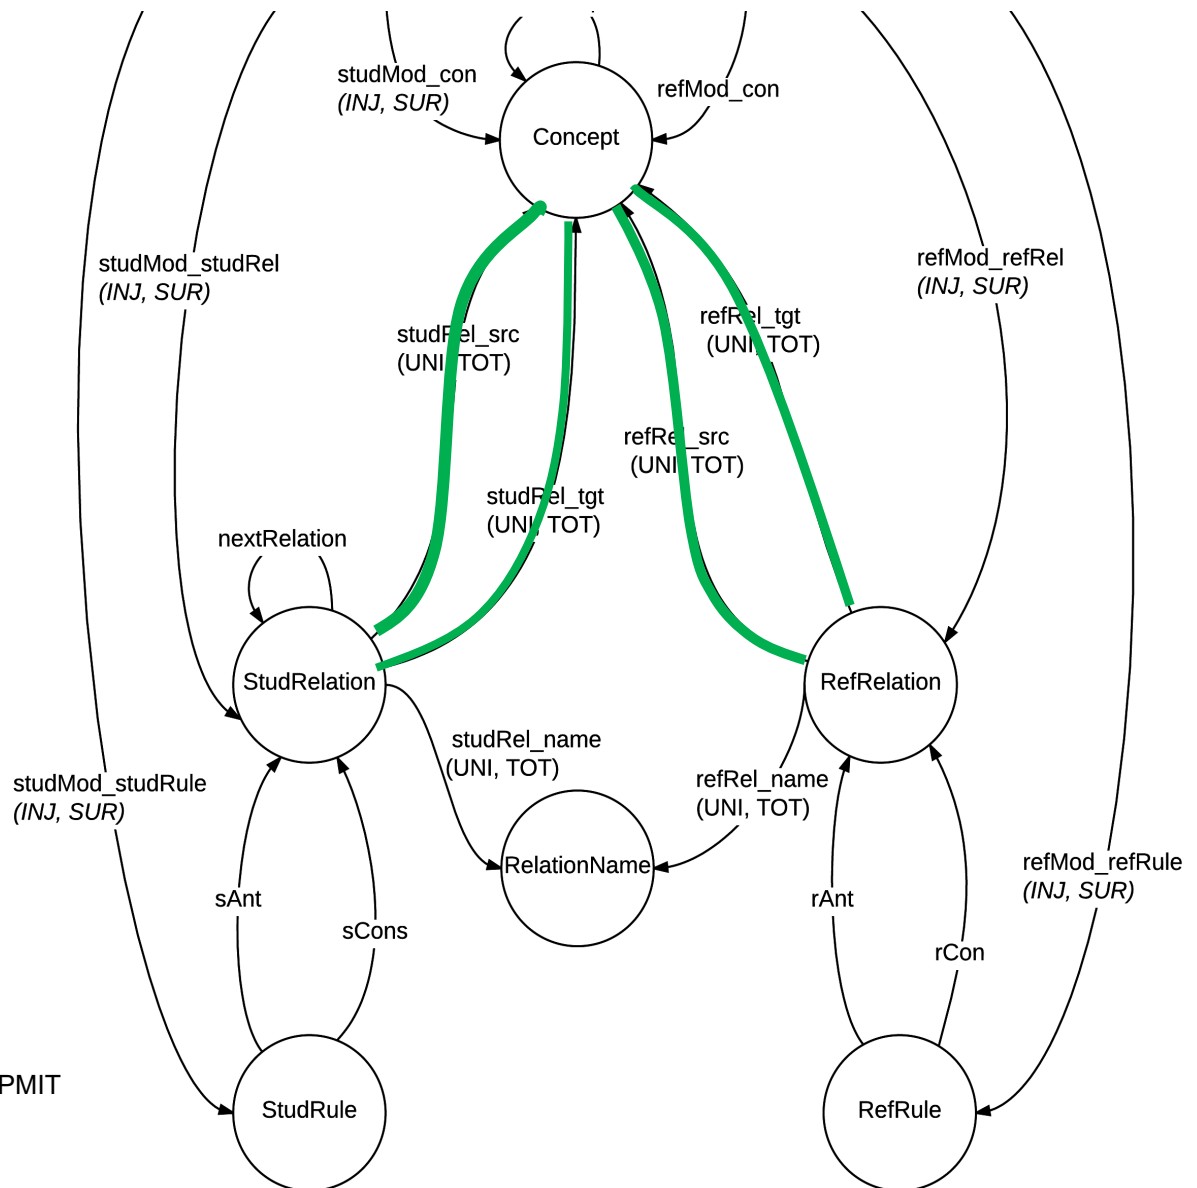 studMod_con
(INJ, SUR)
refMod_con
Concept
studMod_studRel
(INJ, SUR)
refMod_refRel
(INJ, SUR)
studRel_src
(UNI, TOT)
refRel_tgt
(UNI, TOT)
refRel_src
(UNI, TOT)
studRel_tgt
(UNI, TOT)
nextRelation
StudRelation
RefRelation
studRel_name
(UNI, TOT)
refRel_name
(UNI, TOT)
studMod_studRule
(INJ, SUR)
RelationName
refMod_refRule
(INJ, SUR)
sAnt
rAnt
sCons
rCon
PMIT
StudRule
RefRule